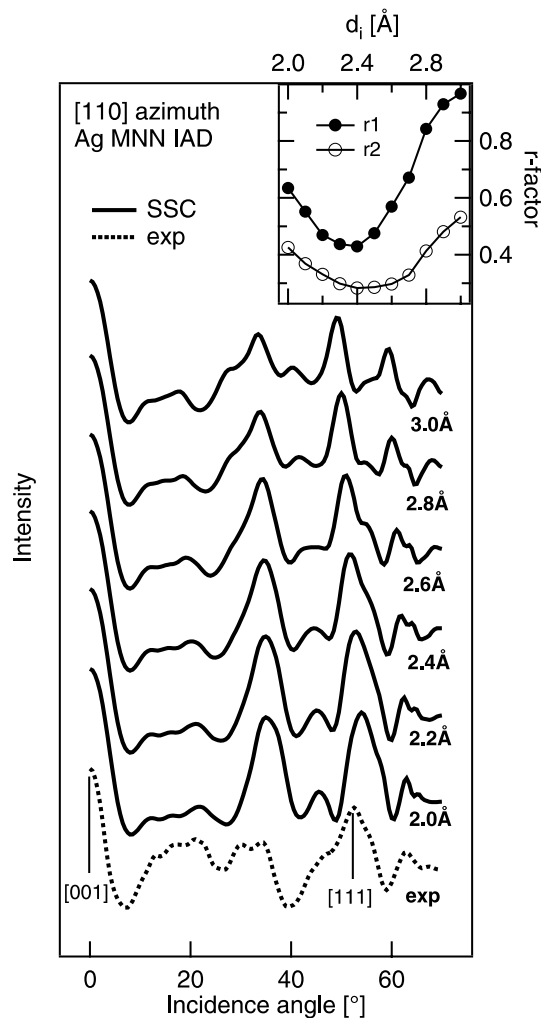 dᵢ [Å]
2.0 2.4 2.8
[110] azimuth
Ag MNN IAD
r1
r2
0.8
0.6
0.4
r-factor
SSC
exp
3.0Å
2.8Å
2.6Å
2.4Å
2.2Å
2.0Å
Intensity
[001]
[111]
exp
0 20 40 60
Incidence angle [°]